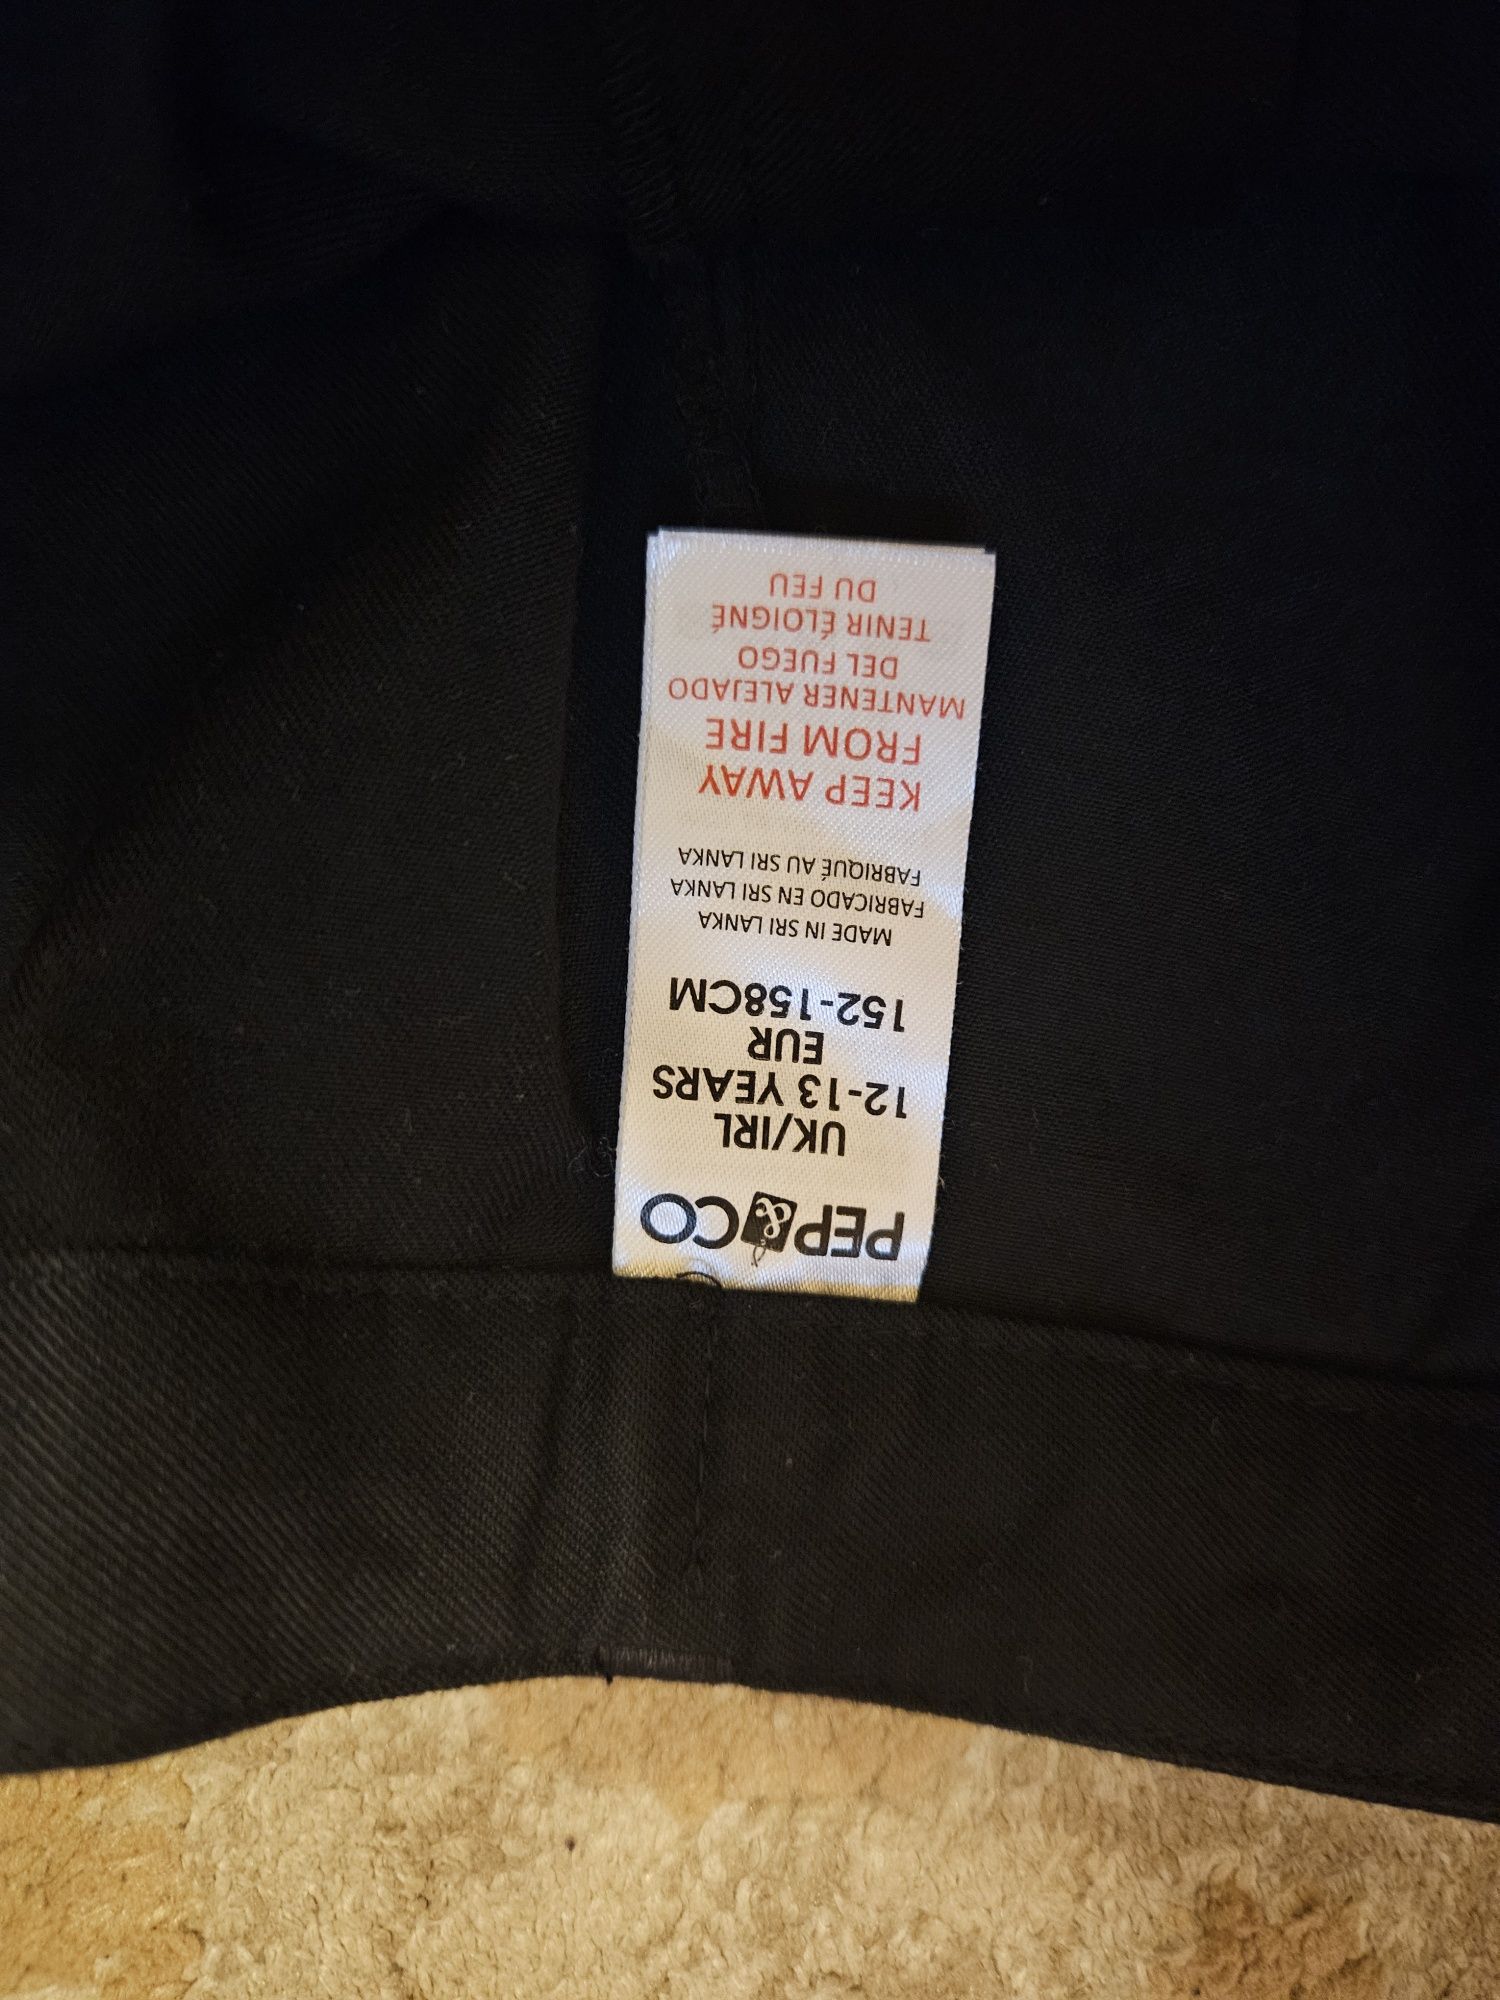 PEP&CO
UK/IRL
12-13 YEARS
EUR
152-158CM
MADE IN SRI LANKA
FABRICADO EN SRI LANKA
FABRIQUÉ AU SRI LANKA
KEEP AWAY
FROM FIRE
MANTENER ALEJADO
DEL FUEGO
TENIR ÉLOIGNÉ
DU FEU